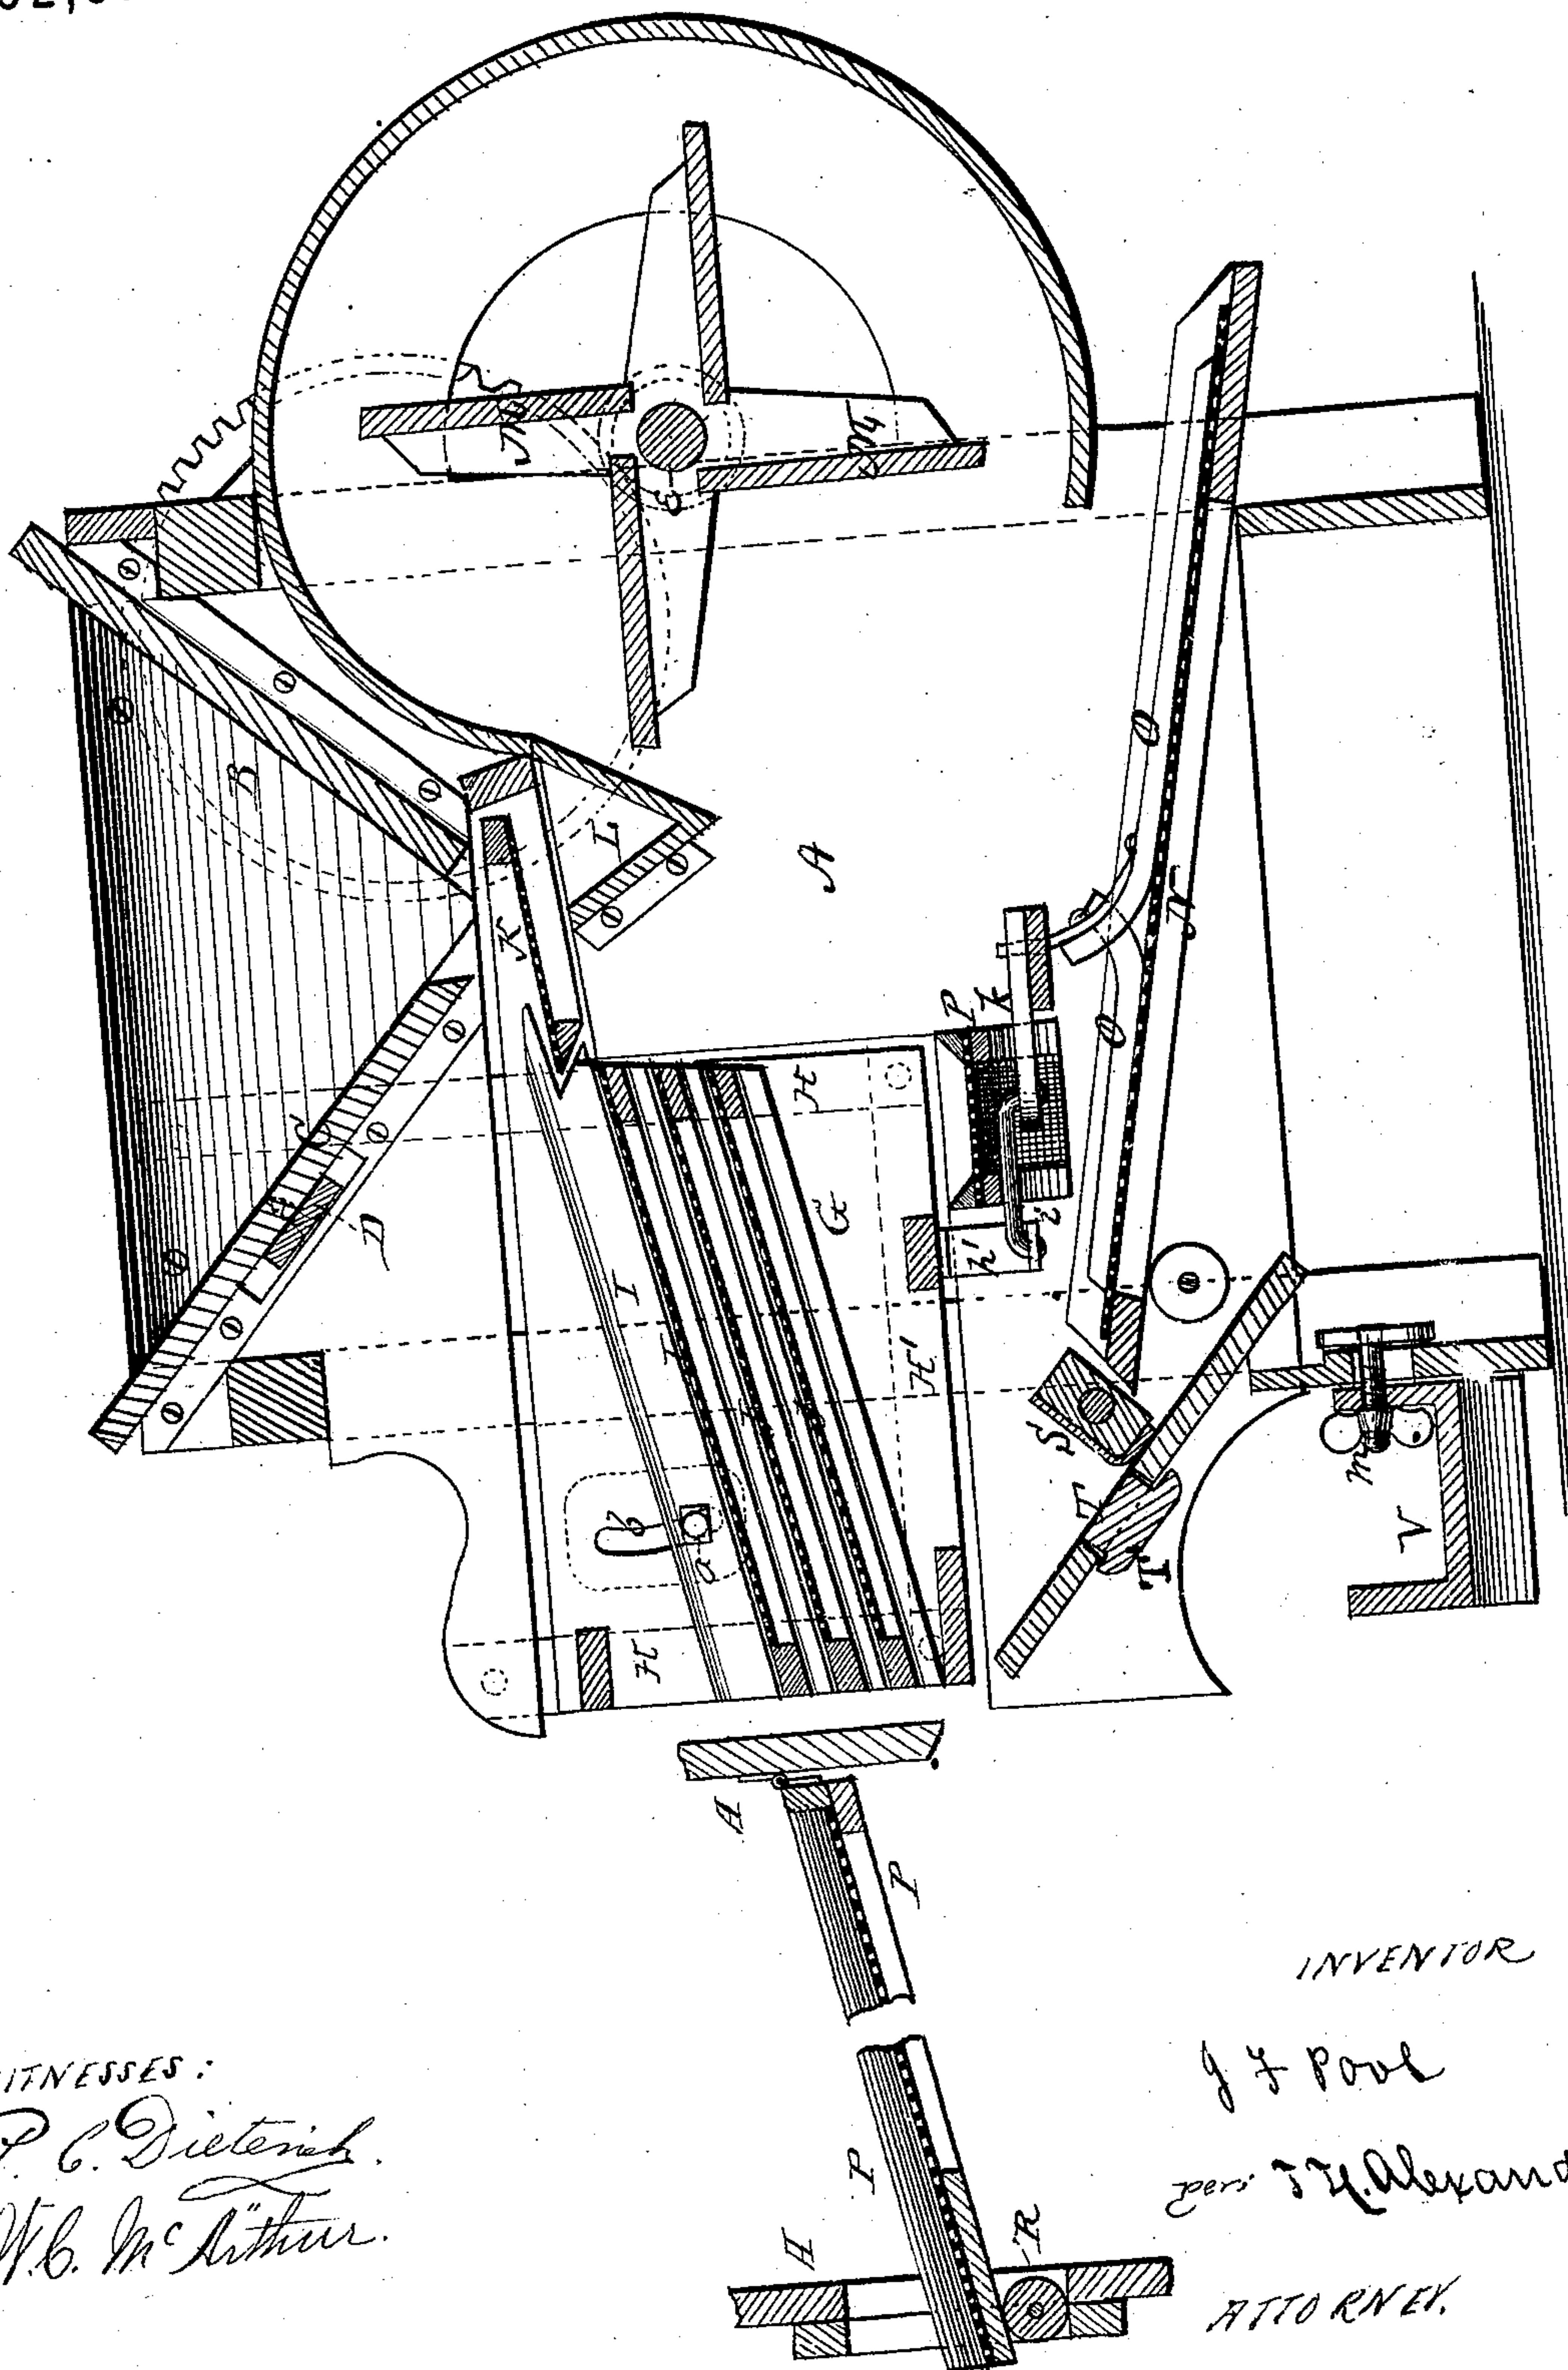 B
C
D
E
M
M
K
L
A
I
I
G
H
H'
H
b
a
P
k
h'
i
O
O
N
S
T
T'
m
V
A
P
P
A
R
INVENTOR
J F Pool
per: T H. Alexand
ATTORNEY.
ITNESSES:
P. C. Dieterich.
W. C. McArthur.